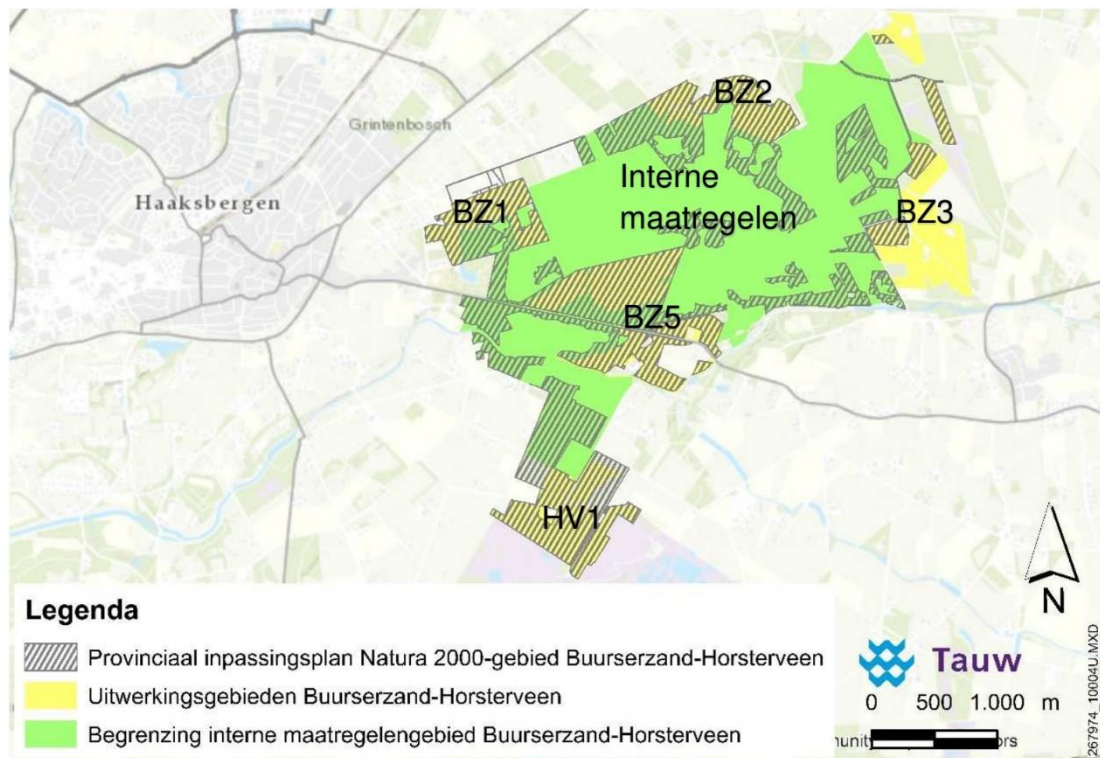 BZ2
Grintenbosch
Interne
maatregelen
Haaksbergen
BZ1
BZ3
BZ5
HV1
N
Legenda
Provinciaal inpassingsplan Natura 2000-gebied Buurserzand-Horsterveen
Uitwerkingsgebieden Buurserzand-Horsterveen
Begrenzing interne maatregelengebied Buurserzand-Horsterveen
Tauw
0 500 1.000 m
267974_10004U.MXD